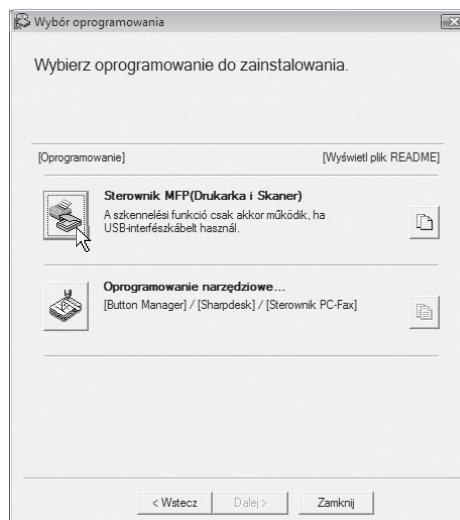 Wybór oprogramowania
Wybierz oprogramowanie do zainstalowania.
[Oprogramowanie] [Wyświetl plik README]
Sterownik MFP(Drukarka i Skaner)
A szkennelési funkció csak akkor működik, ha
USB-interfészkábelt használ.
Oprogramowanie narzędziowe...
[Button Manager] / [Sharpdesk] / [Sterownik PC-Fax]
< Wstecz Dalej > Zamknij